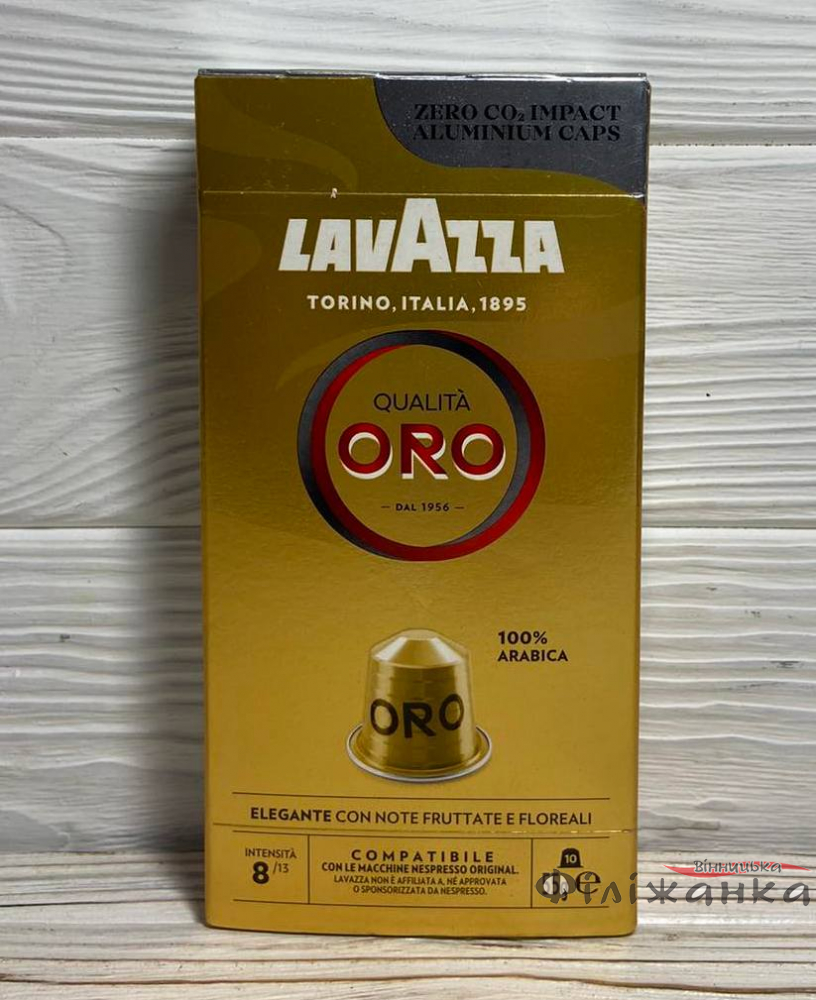 ZERO CO₂ IMPACT
ALUMINIUM CAPS
LAVAZZA
TORINO, ITALIA, 1895
QUALITÀ
ORO
— DAL 1956 —
100%
ARABICA
ORO
ELEGANTE CON NOTE FRUTTATE E FLOREALI
INTENSITÀ
8/13
COMPATIBILE
CON LE MACCHINE NESPRESSO ORIGINAL.
LAVAZZA NON È AFFILIATA A, NÉ APPROVATA
O SPONSORIZZATA DA NESPRESSO.
10
Вінницька
Філіжанка